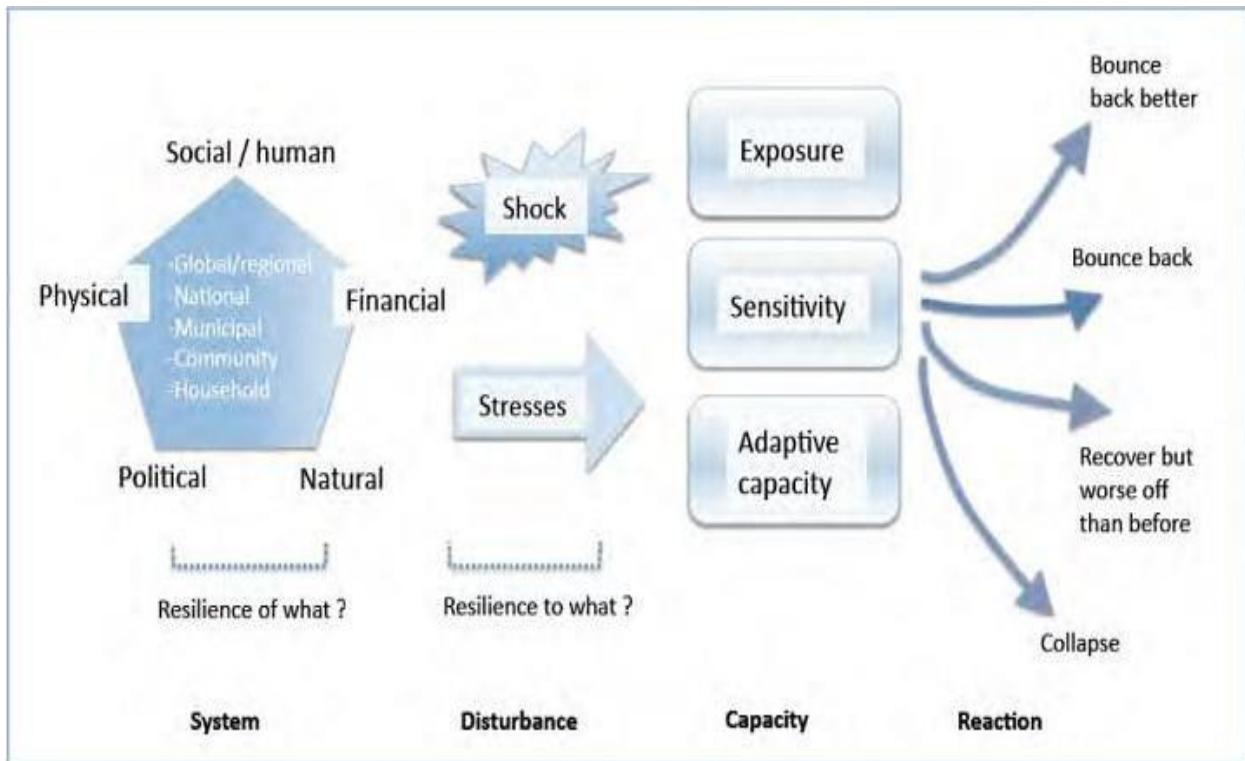 Social / human
Physical
Financial
Political
Natural
-Global/regional
-National
-Municipal
-Community
-Household
Resilience of what ?
System
Shock
Stresses
Resilience to what ?
Disturbance
Exposure
Sensitivity
Adaptive
capacity
Capacity
Bounce
back better
Bounce back
Recover but
worse off
than before
Collapse
Reaction